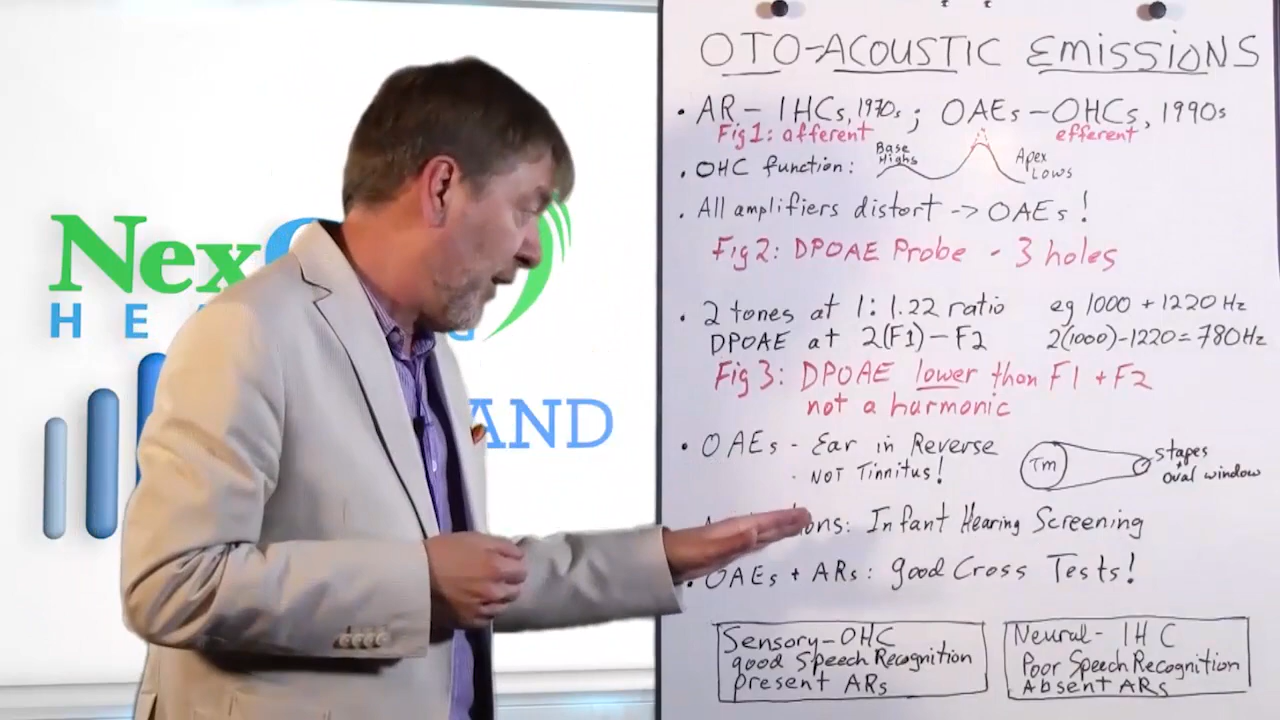 Nex
HEA G
AND
OTO-ACOUSTIC EMISSIONS
• AR – IHCs, 1970s ; OAEs – OHCs, 1990s
Fig 1: afferent efferent
• OHC function: Base Highs Apex Lows
• All amplifiers distort -> OAEs!
Fig 2: DPOAE Probe - 3 holes
• 2 tones at 1: 1.22 ratio eg 1000 + 1220 Hz
DPOAE at 2(F1) – F2 2(1000)-1220 = 780Hz
Fig 3: DPOAE lower than F1 + F2
not a harmonic
• OAEs - Ear in Reverse
- NOT Tinnitus!
Tm
stapes
+ oval window
ons: Infant Hearing Screening
• OAEs + ARs: good Cross Tests!
Sensory-OHC
good Speech Recognition
present ARs
Neural- IHC
Poor Speech Recognition
Absent ARs